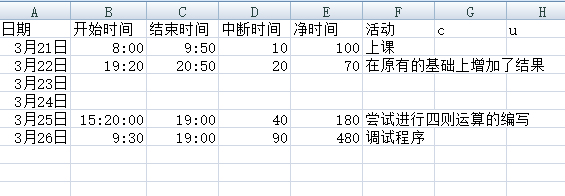 A B C D E F G H
日期 开始时间 结束时间 中断时间 净时间 活动 c u
3月21日 8:00 9:50 10 100 上课
3月22日 19:20 20:50 20 70 在原有的基础上增加了结果
3月23日
3月24日
3月25日 15:20:00 19:00 40 180 尝试进行四则运算的编写
3月26日 9:30 19:00 90 480 调试程序